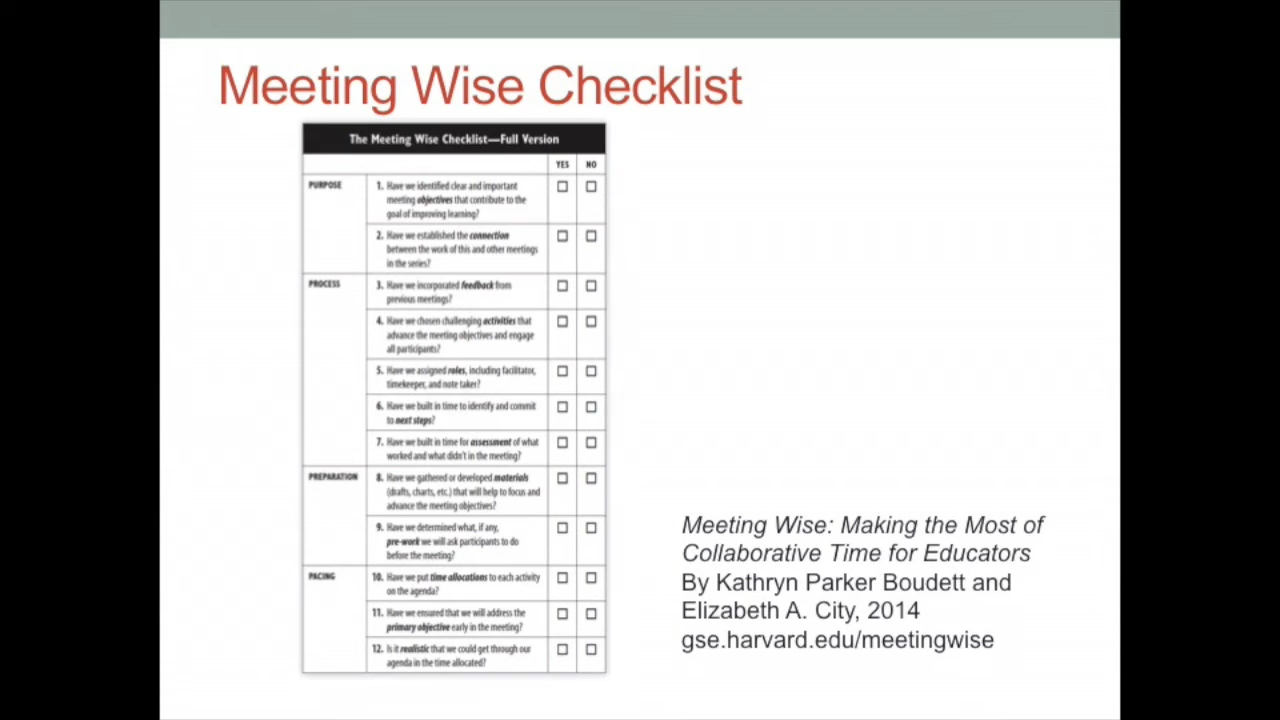 Meeting Wise Checklist
The Meeting Wise Checklist—Full Version
YES NO
PURPOSE
1. Have we identified clear and important
meeting objectives that contribute to the
goal of improving learning?
2. Have we established the connection
between the work of this and other meetings
in the series?
PROCESS
3. Have we incorporated feedback from
previous meetings?
4. Have we chosen challenging activities that
advance the meeting objectives and engage
all participants?
5. Have we assigned roles, including facilitator,
timekeeper, and note taker?
6. Have we built in time to identify and commit
to next steps?
7. Have we built in time for assessment of what
worked and what didn't in the meeting?
PREPARATION
8. Have we gathered or developed materials
(drafts, charts, etc.) that will help to focus and
advance the meeting objectives?
9. Have we determined what, if any,
pre-work we will ask participants to do
before the meeting?
PACING
10. Have we put time allocations to each activity
on the agenda?
11. Have we ensured that we will address the
primary objective early in the meeting?
12. Is it realistic that we could get through our
agenda in the time allocated?
Meeting Wise: Making the Most of
Collaborative Time for Educators
By Kathryn Parker Boudett and
Elizabeth A. City, 2014
gse.harvard.edu/meetingwise